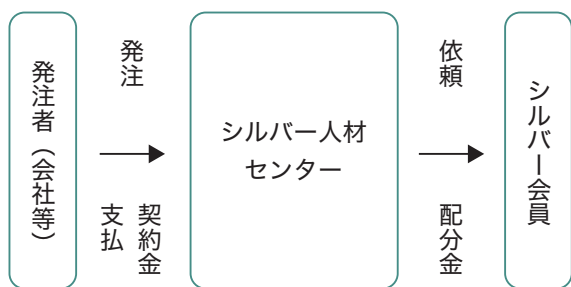 発注者（会社等）
発注
契約金
支払
シルバー人材
センター
依頼
配分金
シルバー会員